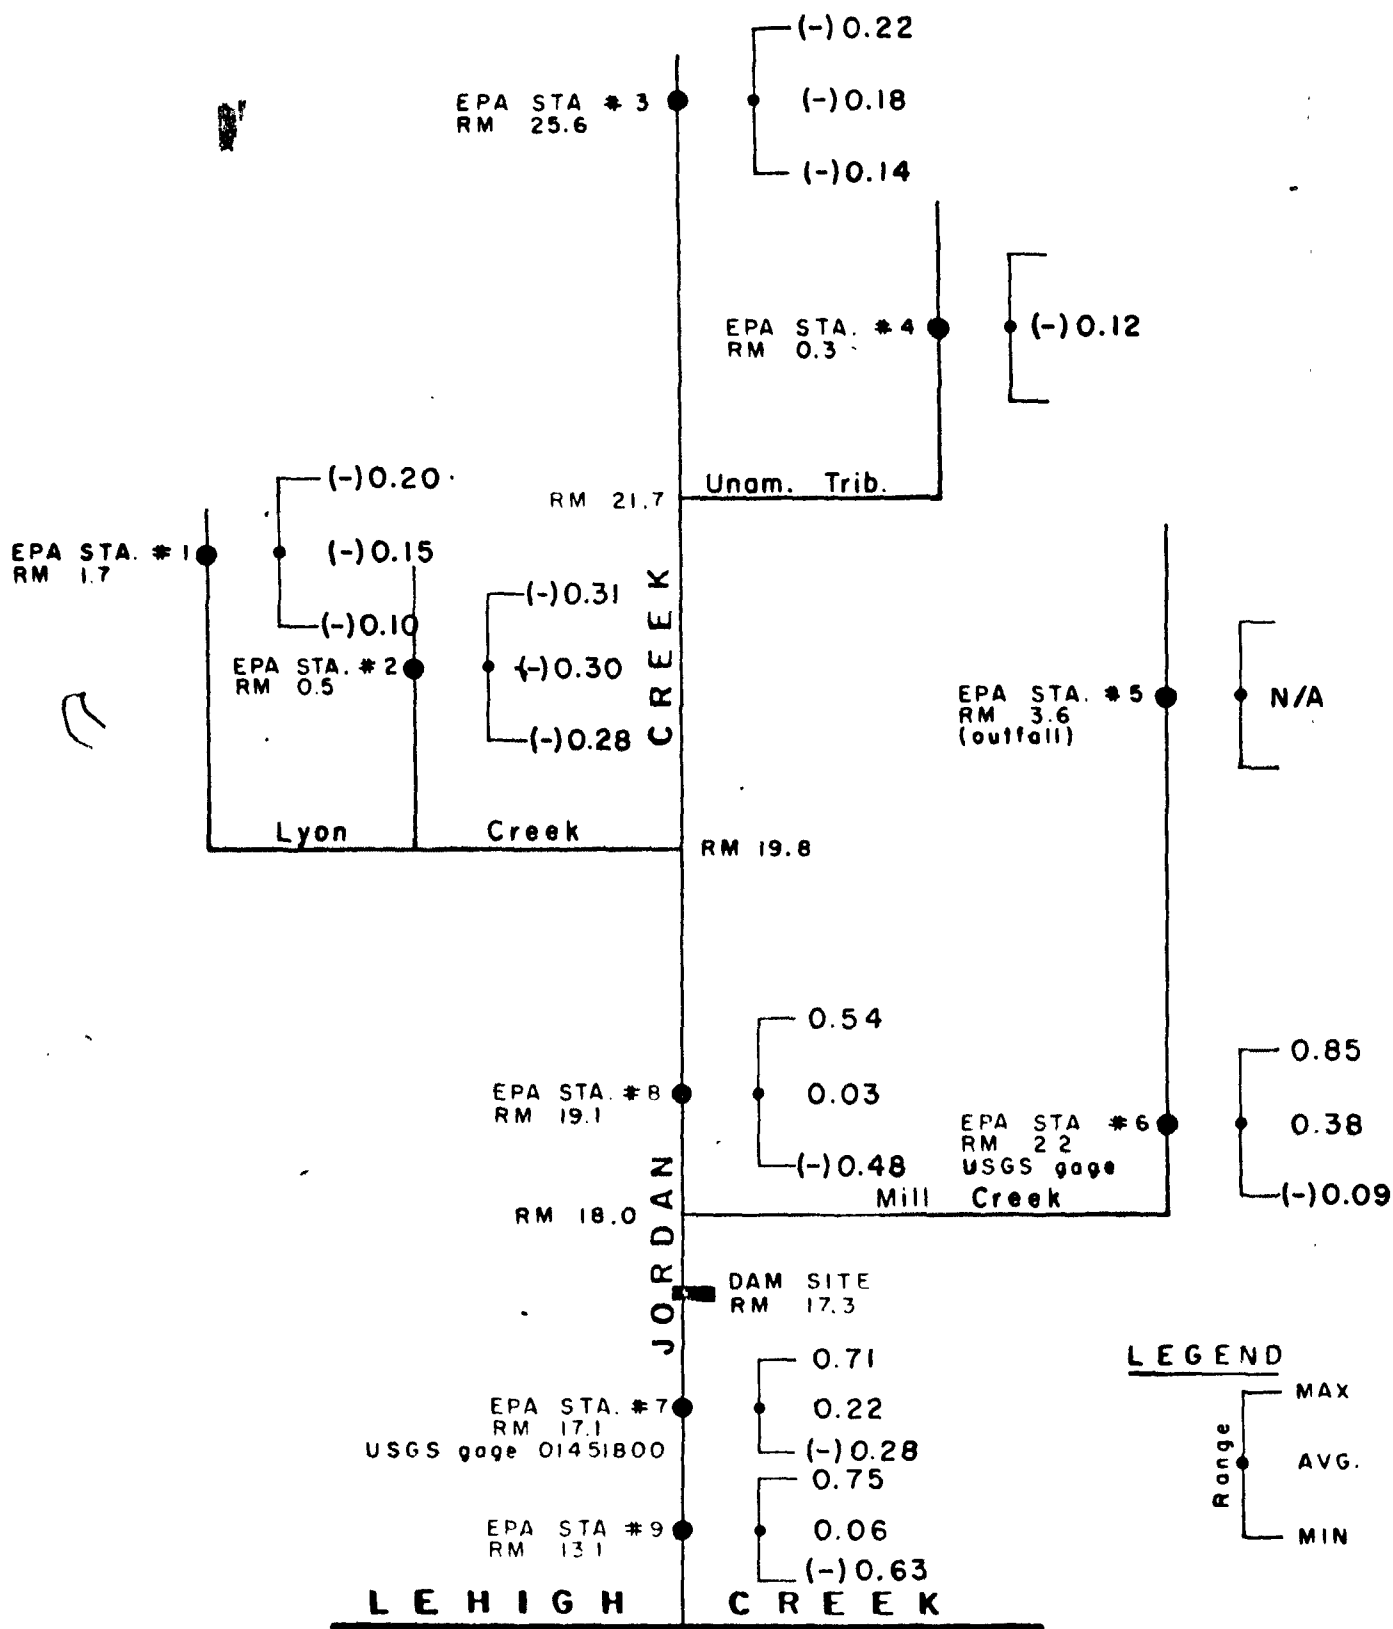 (-)0.22
EPA STA # 3
RM 25.6
(-)0.18
(-)0.14
EPA STA. # 4
RM 0.3
(-)0.12
Unam. Trib.
RM 21.7
(-)0.20
EPA STA. # 1
RM 1.7
(-)0.15
(-)0.10
(-)0.31
EPA STA. # 2
RM 0.5
(-)0.30
(-)0.28
CREEK
EPA STA. # 5
RM 3.6
(outfall)
N/A
Lyon Creek
RM 19.8
0.54
EPA STA. # 8
RM 19.1
0.03
(-)0.48
0.85
EPA STA # 6
RM 2 2
USGS gage
0.38
(-)0.09
Mill Creek
RM 18.0
JORDAN
DAM SITE
RM 17.3
0.71
EPA STA. # 7
RM 17.1
USGS gage 01451800
0.22
(-)0.28
0.75
EPA STA # 9
RM 13 1
0.06
(-)0.63
LEGEND
MAX
Range
AVG.
MIN
LEHIGH CREEK